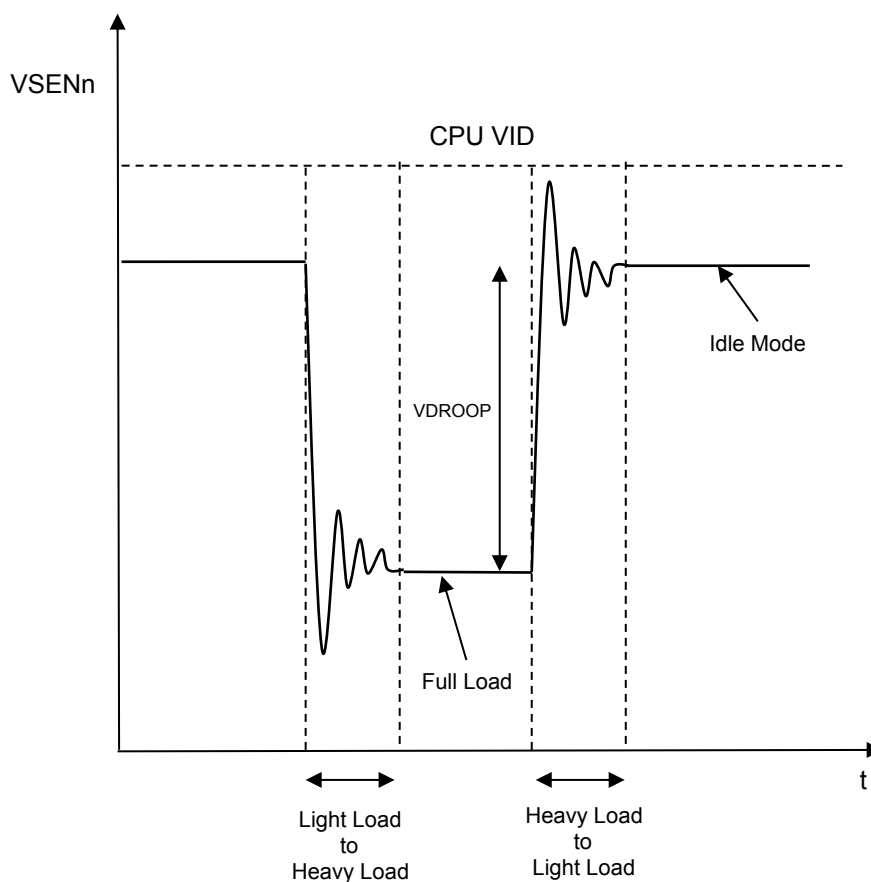 VSENn
CPU VID
Idle Mode
VDROOP
Full Load
t
Light Load
to
Heavy Load
Heavy Load
to
Light Load